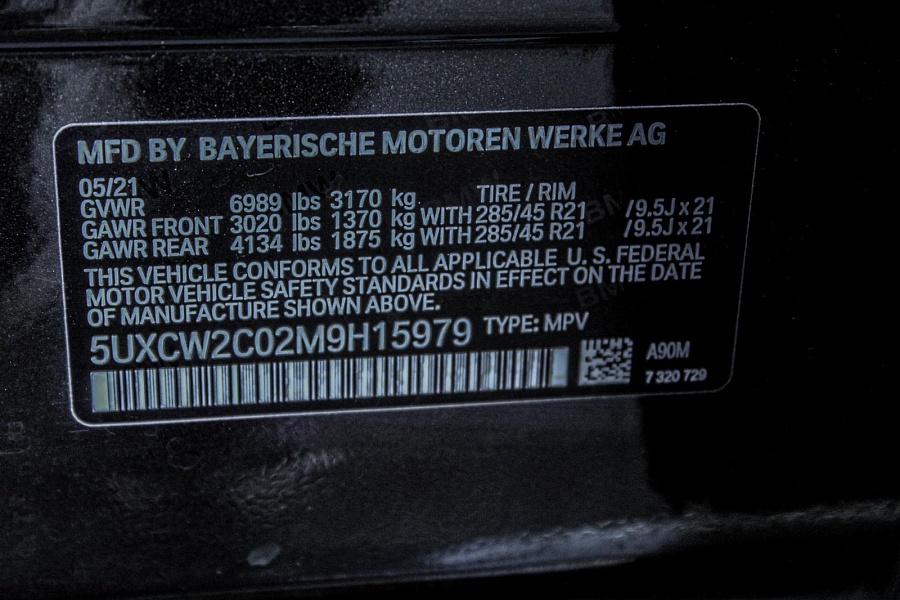 MFD BY BAYERISCHE MOTOREN WERKE AG
05/21 TIRE / RIM
GVWR 6989 lbs 3170 kg
GAWR FRONT 3020 lbs 1370 kg WITH 285/45 R21 /9.5J x 21
GAWR REAR 4134 lbs 1875 kg WITH 285/45 R21 /9.5J x 21
THIS VEHICLE CONFORMS TO ALL APPLICABLE U. S. FEDERAL
MOTOR VEHICLE SAFETY STANDARDS IN EFFECT ON THE DATE
OF MANUFACTURE SHOWN ABOVE.
5UXCW2C02M9H15979 TYPE: MPV
A90M
7 320 729